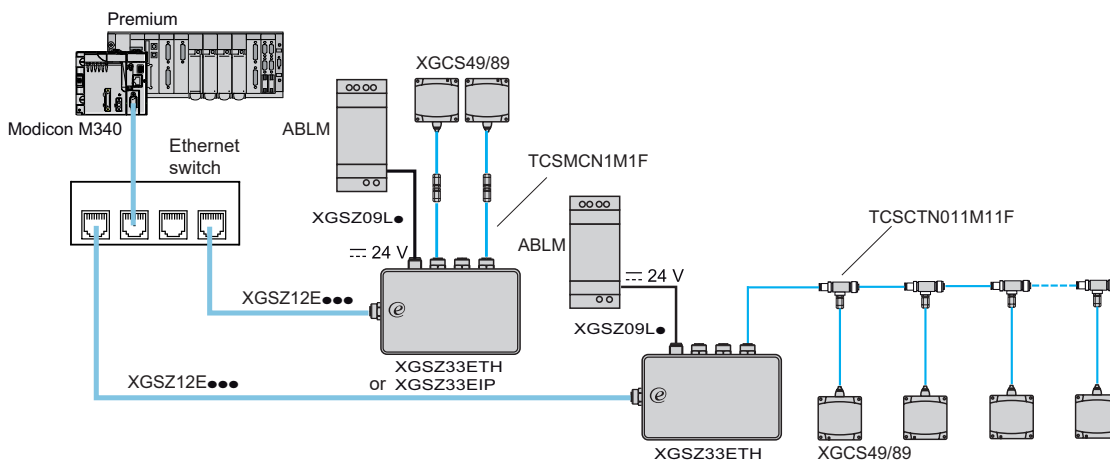 Premium
Modicon M340
Ethernet
switch
ABLM
XGCS49/89
TCSMCN1M1F
XGSZ09L●
⎓ 24 V
XGSZ12E●●●
e
XGSZ33ETH
or XGSZ33EIP
ABLM
⎓ 24 V
XGSZ09L●
TCSCTN011M11F
XGSZ12E●●●
e
XGSZ33ETH
XGCS49/89